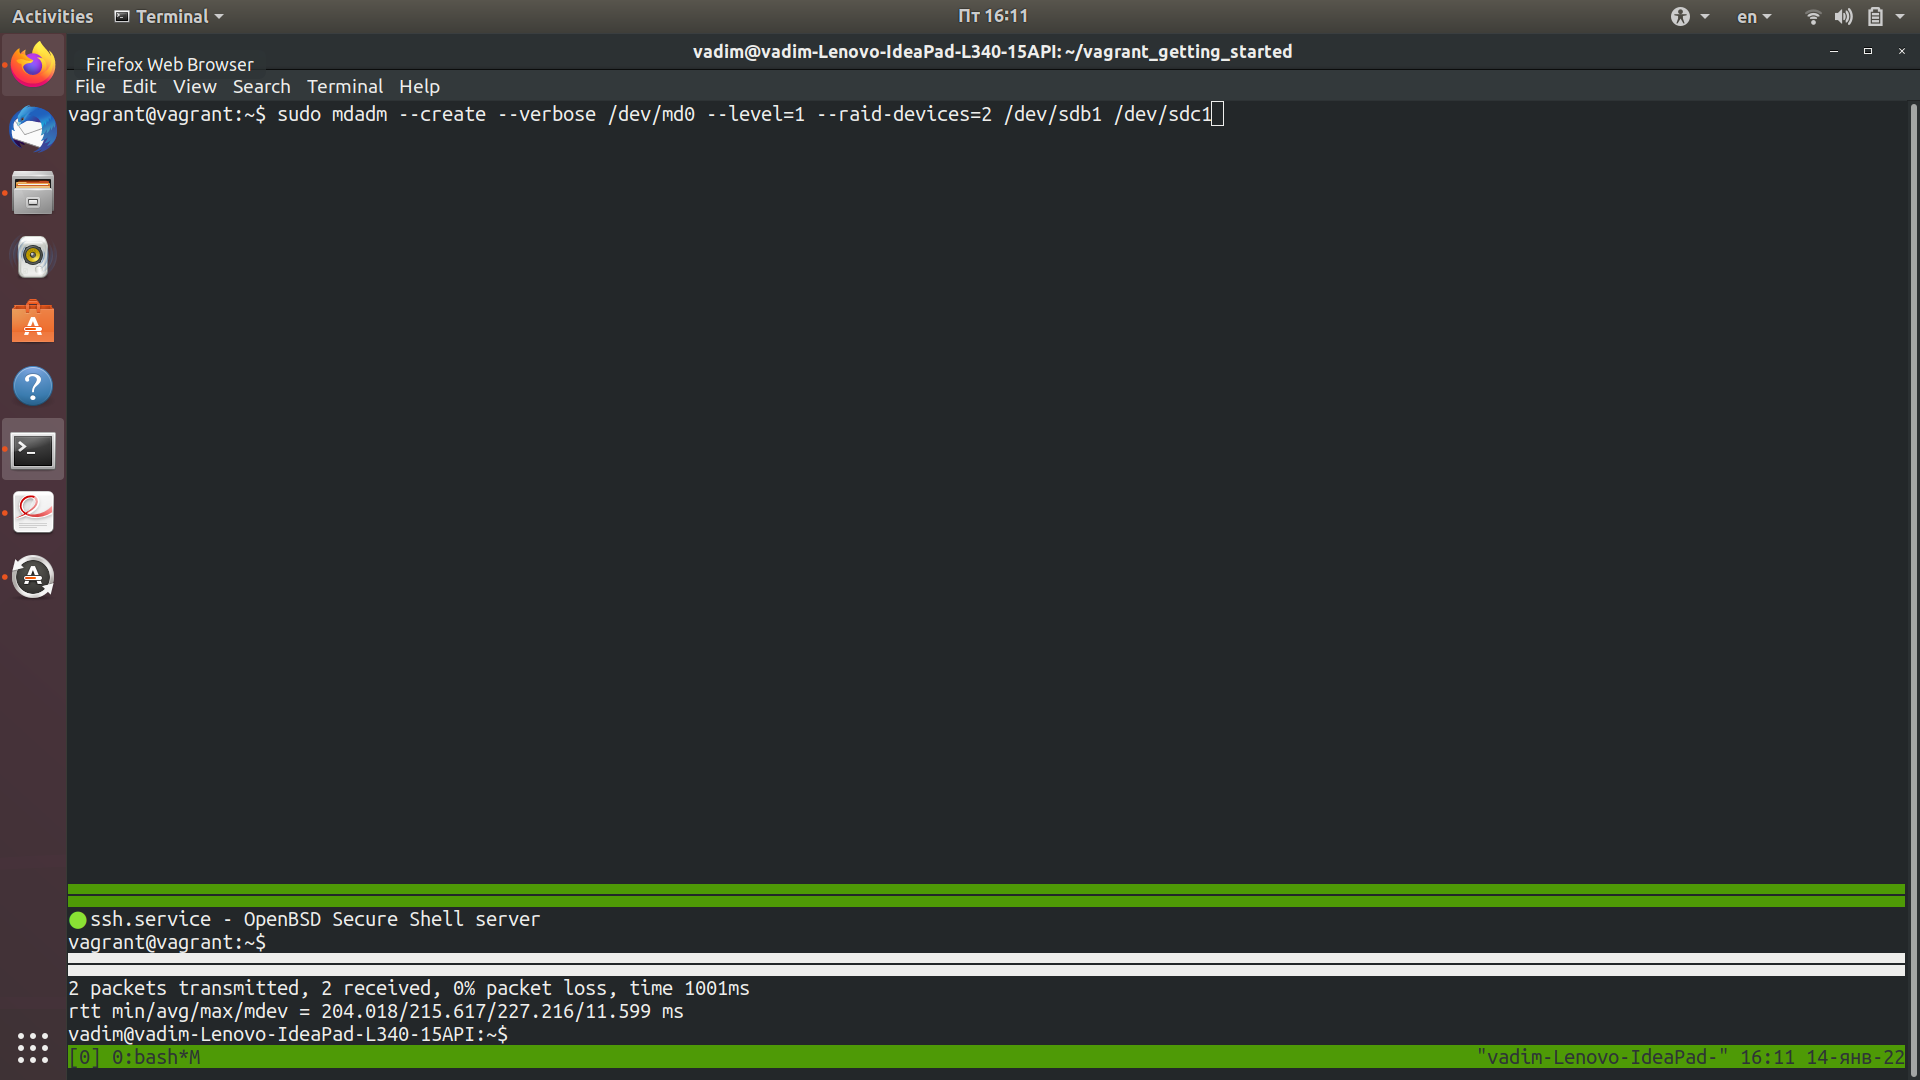 Activities Terminal Пт 16:11 en
vadim@vadim-Lenovo-IdeaPad-L340-15API: ~/vagrant_getting_started
Firefox Web Browser
File Edit View Search Terminal Help
vagrant@vagrant:~$ sudo mdadm --create --verbose /dev/md0 --level=1 --raid-devices=2 /dev/sdb1 /dev/sdc1
ssh.service - OpenBSD Secure Shell server
vagrant@vagrant:~$
2 packets transmitted, 2 received, 0% packet loss, time 1001ms
rtt min/avg/max/mdev = 204.018/215.617/227.216/11.599 ms
vadim@vadim-Lenovo-IdeaPad-L340-15API:~$
[0] 0:bash*M "vadim-Lenovo-IdeaPad-" 16:11 14-янв-22